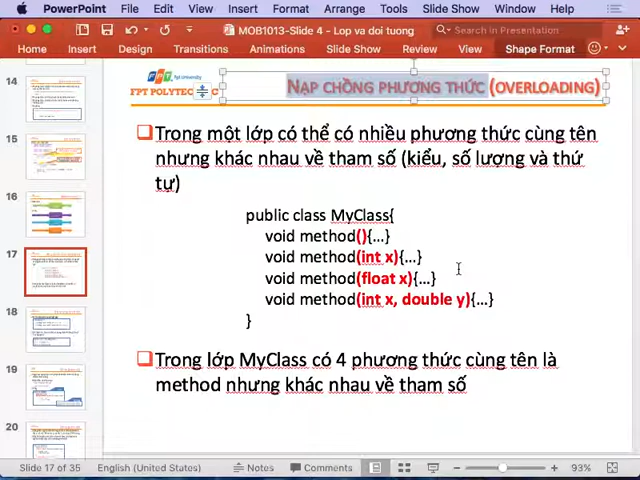 PowerPoint File Edit View Insert Format Arrange Tools Slide Show Window Help
MOB1013-Slide 4 - Lop va doi tuong
Search in Presentation
Home Insert Design Transitions Animations Slide Show Review View Shape Format
14
15
16
17
18
19
20
FPT Fpt University
FPT POLYTEC
NẠP CHỒNG PHƯƠNG THỨC (OVERLOADING)
Trong một lớp có thể có nhiều phương thức cùng tên
nhưng khác nhau về tham số (kiểu, số lượng và thứ
tự)
public class MyClass{
void method(){...}
void method(int x){...}
void method(float x){...}
void method(int x, double y){...}
}
Trong lớp MyClass có 4 phương thức cùng tên là
method nhưng khác nhau về tham số
Slide 17 of 35 English (United States) Notes Comments 93%